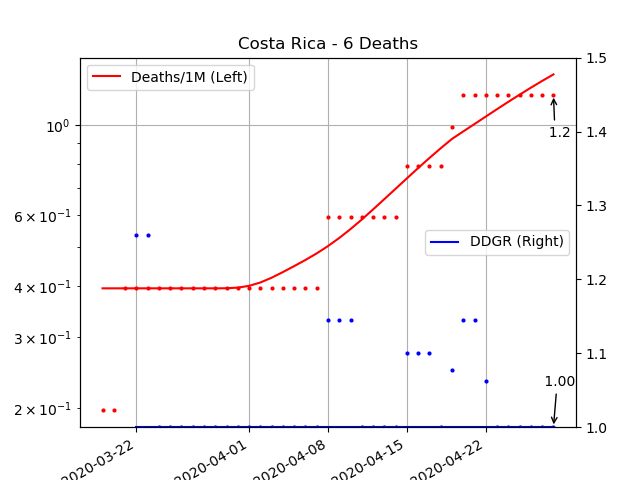 Costa Rica - 6 Deaths
Deaths/1M (Left)
DDGR (Right)
10⁰
6 × 10⁻¹
4 × 10⁻¹
3 × 10⁻¹
2 × 10⁻¹
1.5
1.4
1.3
1.2
1.1
1.0
1.2
1.00
2020-03-22
2020-04-01
2020-04-08
2020-04-15
2020-04-22